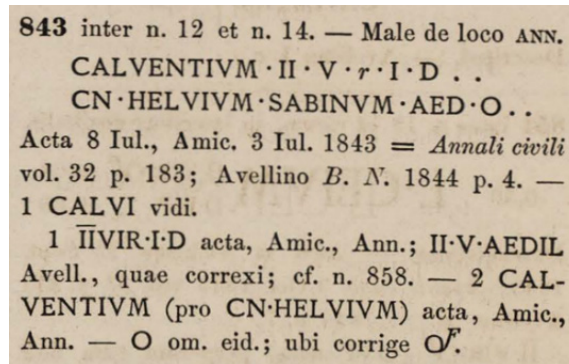 843 inter n. 12 et n. 14. — Male de loco ANN.
CALVENTIVM · II · V · r · I · D . .
CN · HELVIVM · SABINVM · AED · O . .
Acta 8 Iul., Amic. 3 Iul. 1843 = Annali civili
vol. 32 p. 183; Avellino B. N. 1844 p. 4. —
1 CALVI vidi.
1 I̅I̅VIR·I·D acta, Amic., Ann.; II·V·AEDIL
Avell., quae correxi; cf. n. 858. — 2 CAL-
VENTIVM (pro CN·HELVIVM) acta, Amic.,
Ann. — O om. eid.; ubi corrige OF.